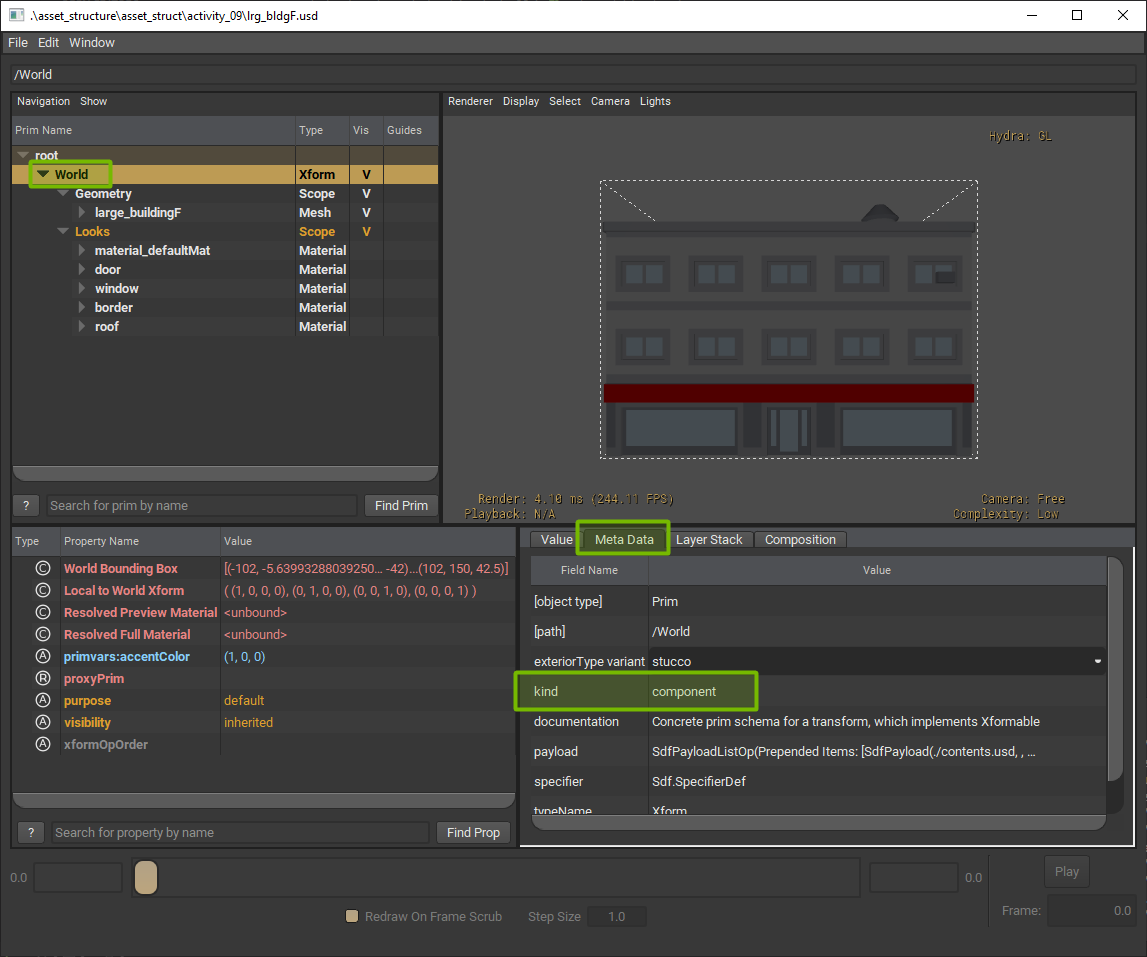 .\asset_structure\asset_struct\activity_09\lrg_bldgF.usd
File Edit Window
/World
Navigation Show
Prim Name Type Vis Guides
root
World Xform V
Geometry Scope V
large_buildingF Mesh V
Looks Scope V
material_defaultMat Material
door Material
window Material
border Material
roof Material
? Search for prim by name Find Prim
Renderer Display Select Camera Lights
Hydra: GL
Render: 4.10 ms (244.11 FPS)
Playback: N/A
Camera: Free
Complexity: Low
Type Property Name Value
C World Bounding Box [(-102, -5.63993288039250... -42)...(102, 150, 42.5)]
C Local to World Xform ( (1, 0, 0, 0), (0, 1, 0, 0), (0, 0, 1, 0), (0, 0, 0, 1) )
C Resolved Preview Material <unbound>
C Resolved Full Material <unbound>
A primvars:accentColor (1, 0, 0)
R proxyPrim
A purpose default
A visibility inherited
A xformOpOrder
? Search for property by name Find Prop
Value Meta Data Layer Stack Composition
Field Name Value
[object type] Prim
[path] /World
exteriorType variant stucco
kind component
documentation Concrete prim schema for a transform, which implements Xformable
payload SdfPayloadListOp(Prepended Items: [SdfPayload(./contents.usd, , ...
specifier Sdf.SpecifierDef
typeName Xform
0.0 0.0 Play
Redraw On Frame Scrub Step Size 1.0 Frame: 0.0